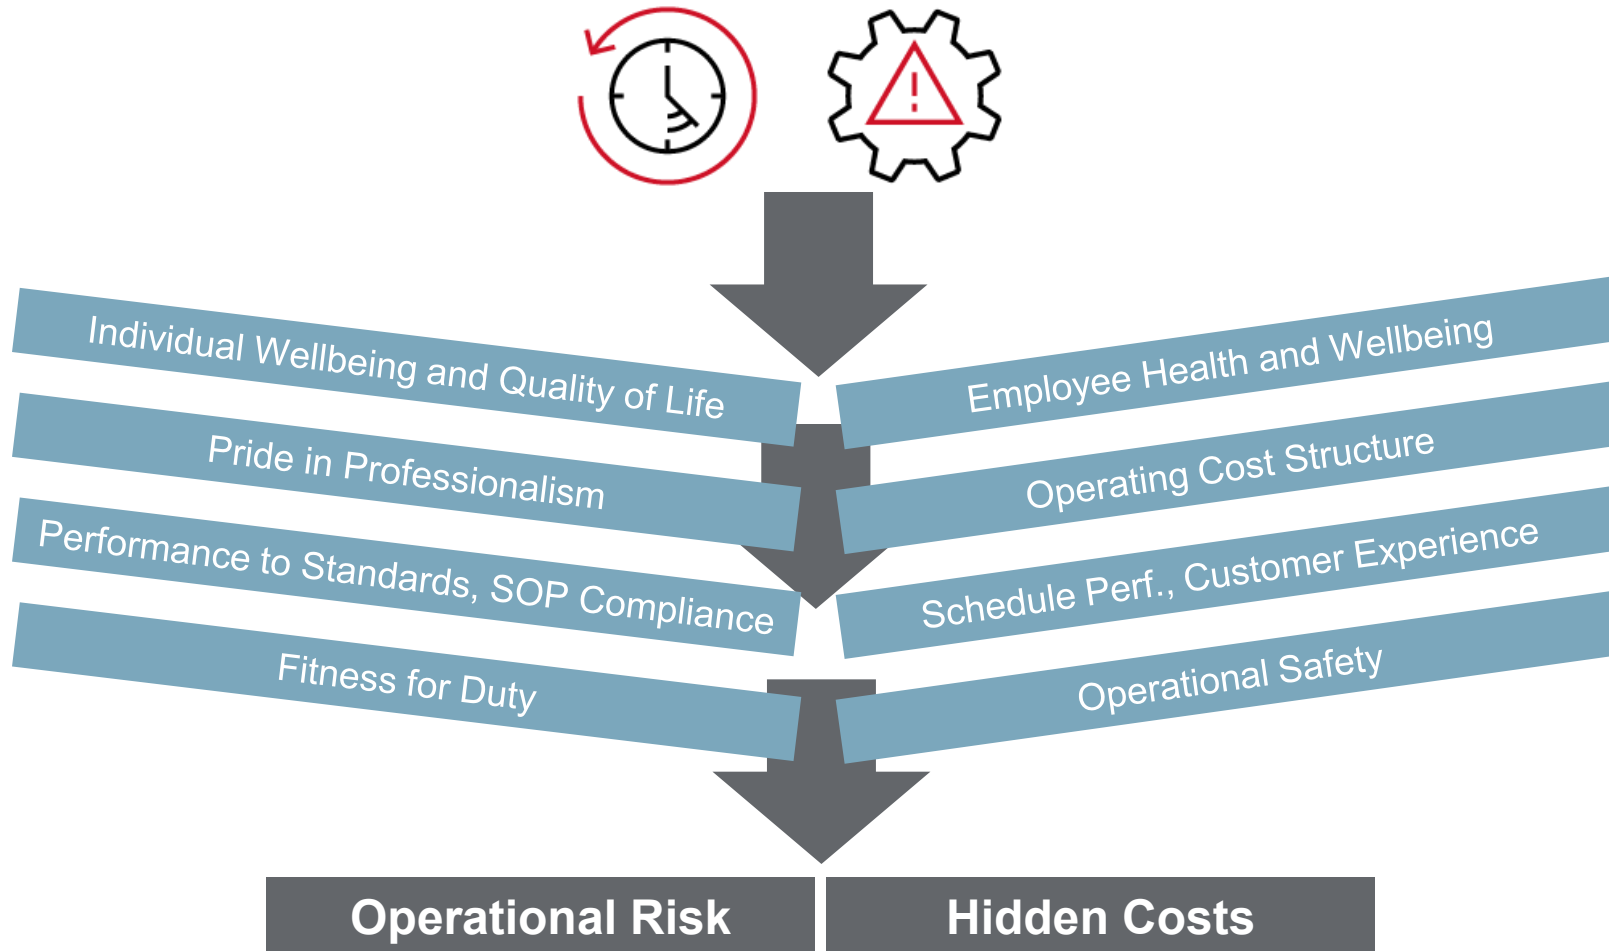 Individual Wellbeing and Quality of Life
Pride in Professionalism
Performance to Standards, SOP Compliance
Fitness for Duty
Employee Health and Wellbeing
Operating Cost Structure
Schedule Perf., Customer Experience
Operational Safety
Operational Risk
Hidden Costs